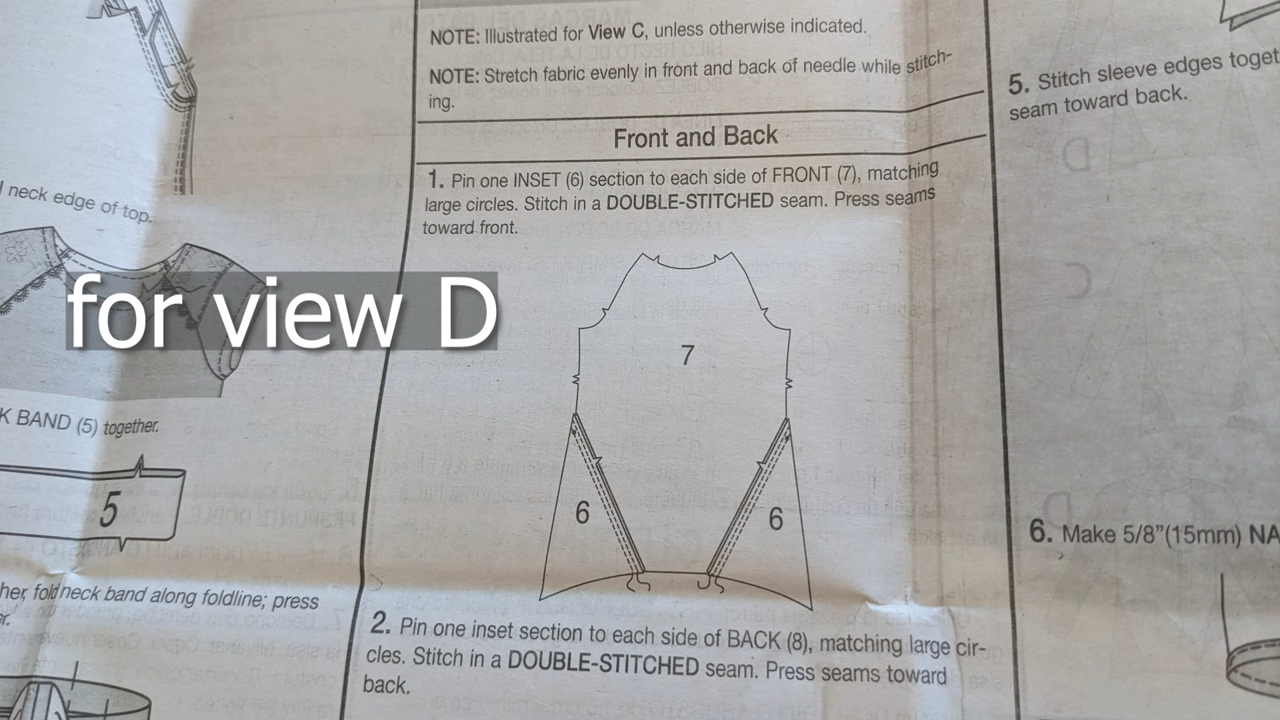 neck edge of top.
BAND (5) together.
5
fold neck band along foldline; press
NOTE: Illustrated for View C, unless otherwise indicated.
NOTE: Stretch fabric evenly in front and back of needle while stitch-
ing.
Front and Back
1. Pin one INSET (6) section to each side of FRONT (7), matching
large circles. Stitch in a DOUBLE-STITCHED seam. Press seams
toward front.
for view D
7
6
6
2. Pin one inset section to each side of BACK (8), matching large cir-
cles. Stitch in a DOUBLE-STITCHED seam. Press seams toward
back.
5. Stitch sleeve edges toget
seam toward back.
6. Make 5/8”(15mm) NA